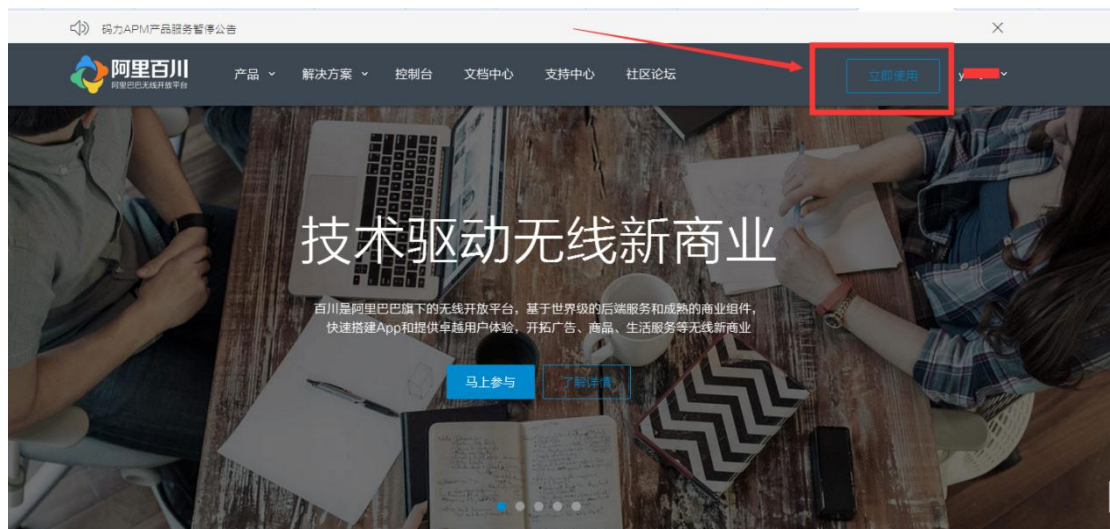 码力APM产品服务暂停公告
阿里百川
阿里巴巴无线开放平台
产品 解决方案 控制台 文档中心 支持中心 社区论坛 立即使用 y
技术驱动无线新商业
百川是阿里巴巴旗下的无线开放平台，基于世界级的后端服务和成熟的商业组件，
快速搭建App和提供卓越用户体验，开拓广告、商品、生活服务等无线新商业
马上参与 了解详情